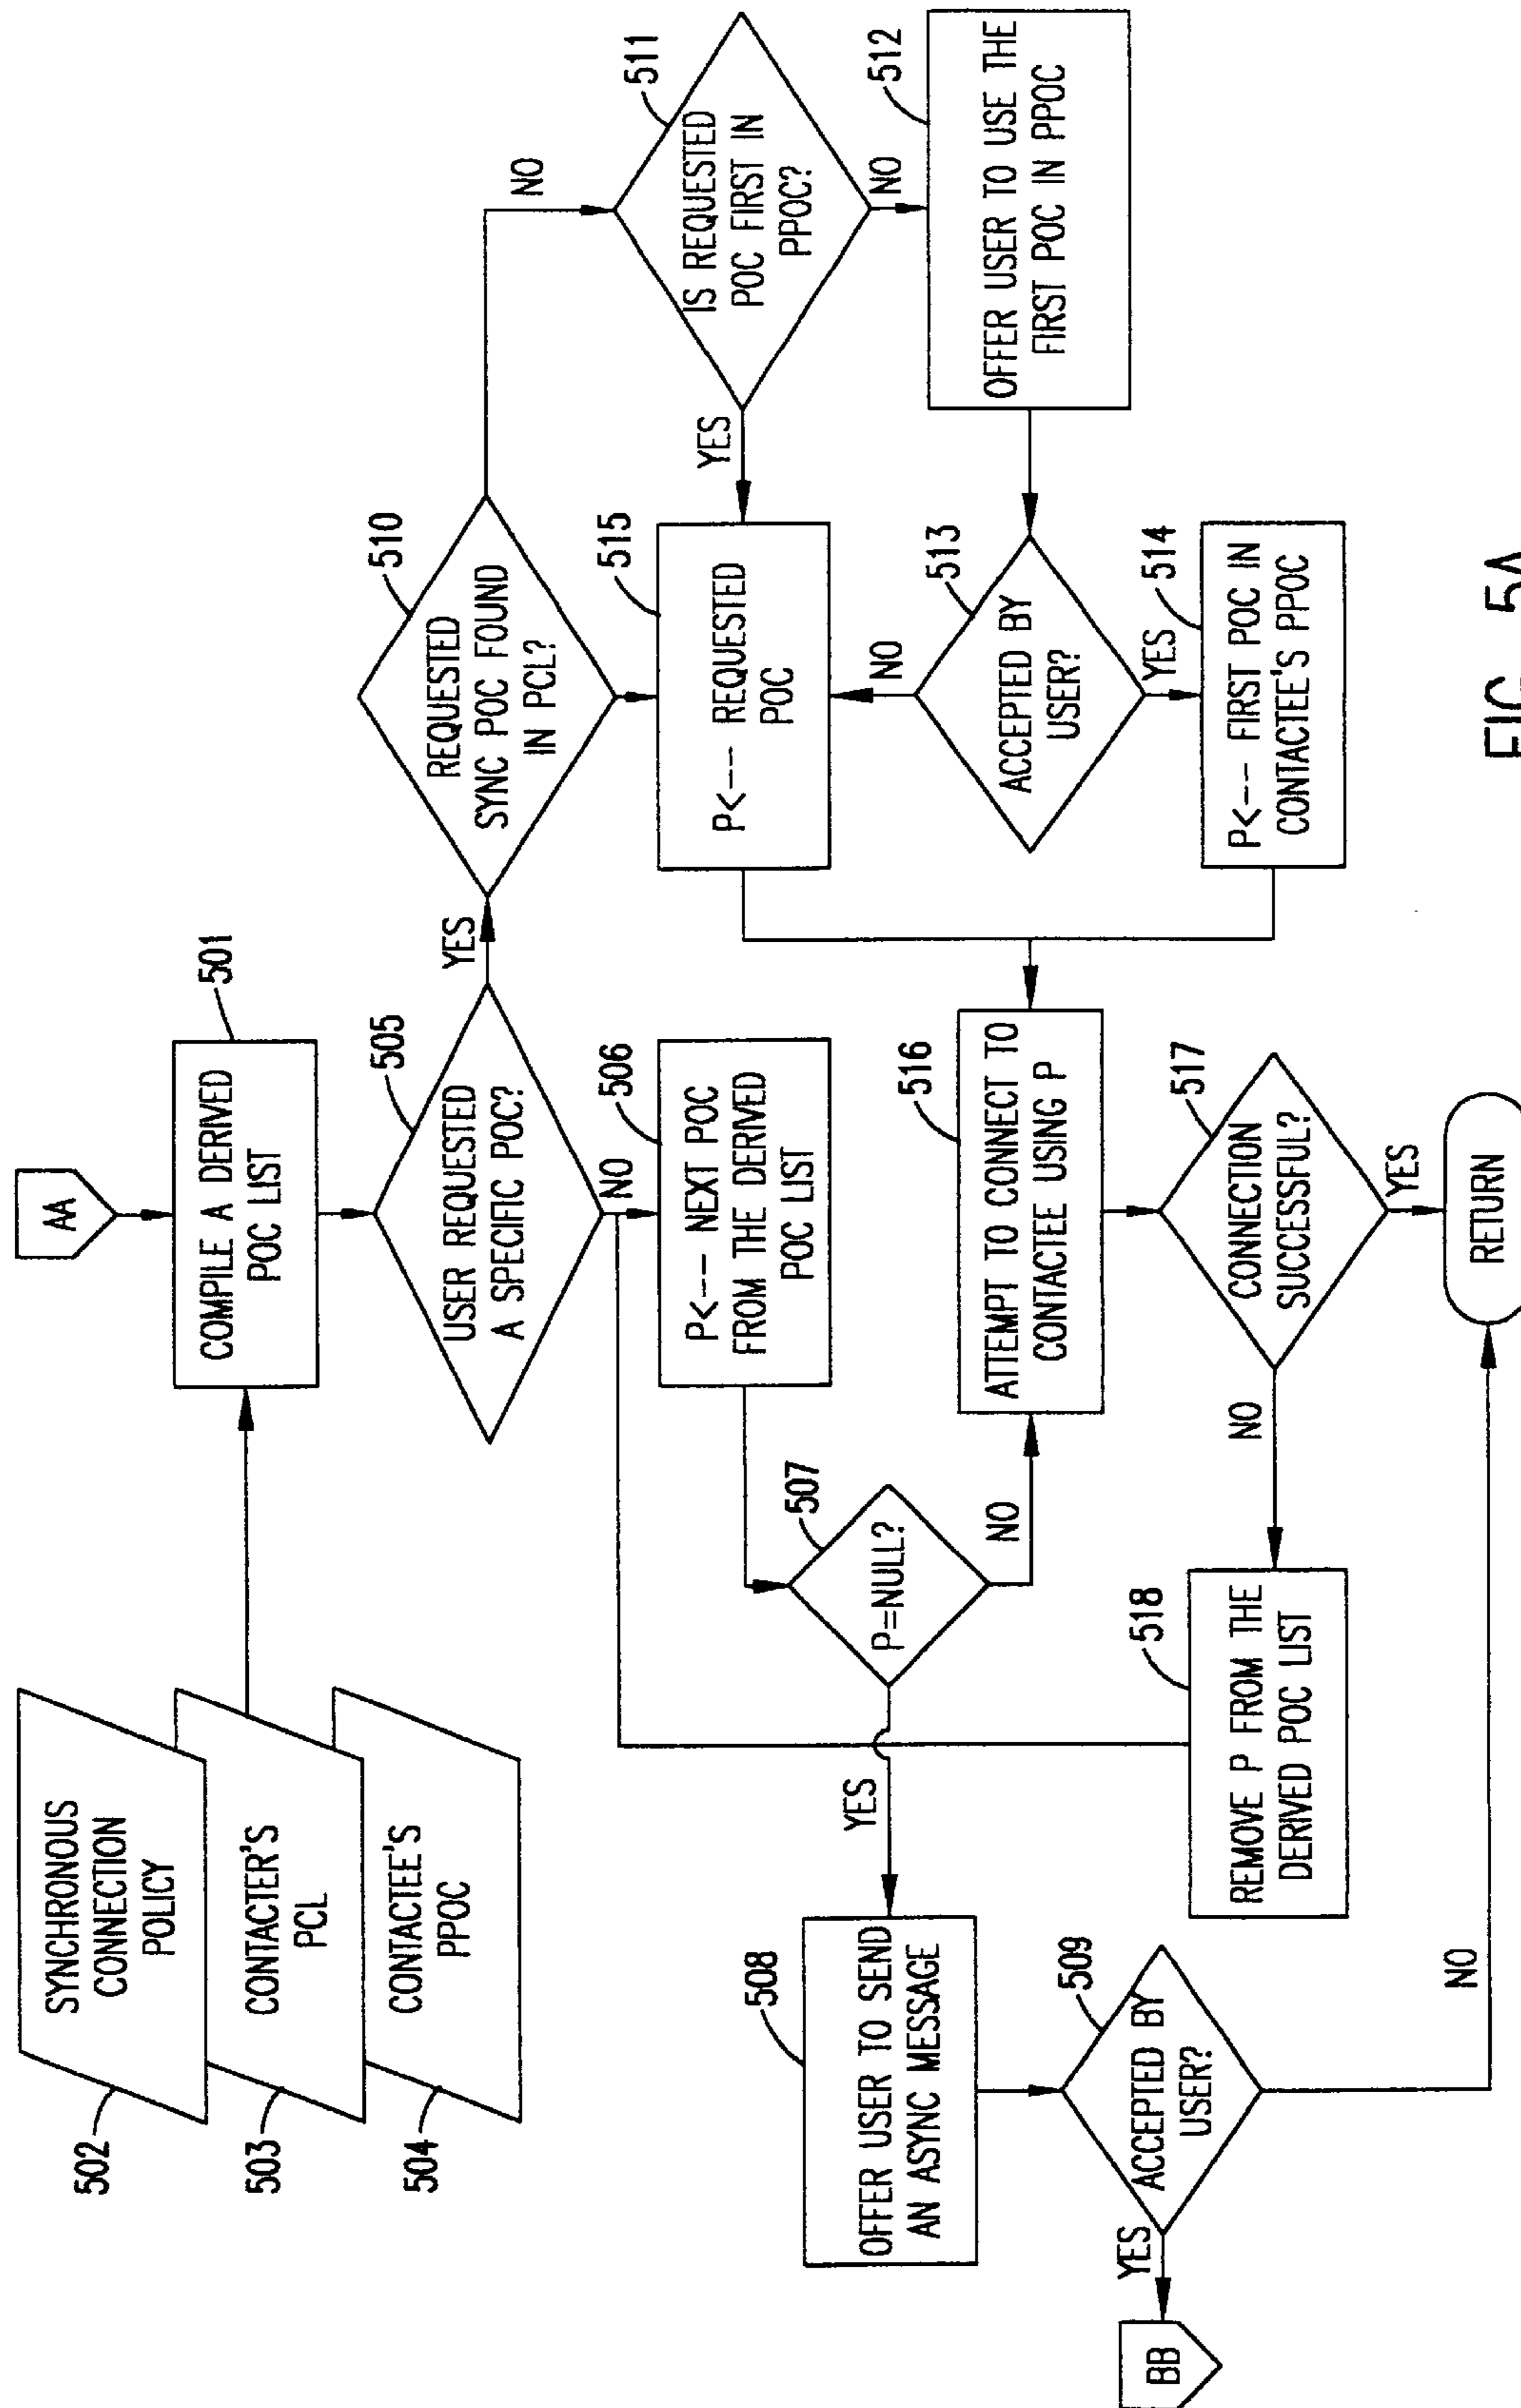 AA
SYNCHRONOUS
CONNECTION
POLICY
502
CONTACTER'S
PCL
503
CONTACTEE'S
PPOC
504
COMPILE A DERIVED
POC LIST
501
USER REQUESTED
A SPECIFIC POC?
505
YES
NO
REQUESTED
SYNC POC FOUND
IN PCL?
510
NO
IS REQUESTED
POC FIRST IN
PPOC?
511
YES
NO
OFFER USER TO USE THE
FIRST POC IN PPOC
512
P<--- REQUESTED
POC
515
ACCEPTED BY
USER?
513
NO
YES
P<--- FIRST POC IN
CONTACTEE'S PPOC
514
P<--- NEXT POC
FROM THE DERIVED
POC LIST
506
P=NULL?
507
NO
YES
ATTEMPT TO CONNECT TO
CONTACTEE USING P
516
CONNECTION
SUCCESSFUL?
517
NO
YES
REMOVE P FROM THE
DERIVED POC LIST
518
OFFER USER TO SEND
AN ASYNC MESSAGE
508
ACCEPTED BY
USER?
509
YES
NO
BB
RETURN
FIG. 5A